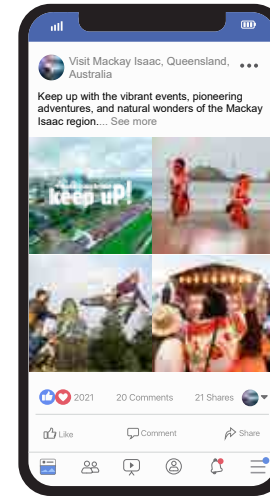 Visit Mackay Isaac, Queensland,
Australia
Keep up with the vibrant events, pioneering
adventures, and natural wonders of the Mackay
Isaac region.... See more
keep uP!
2021
20 Comments
21 Shares
Like
Comment
Share